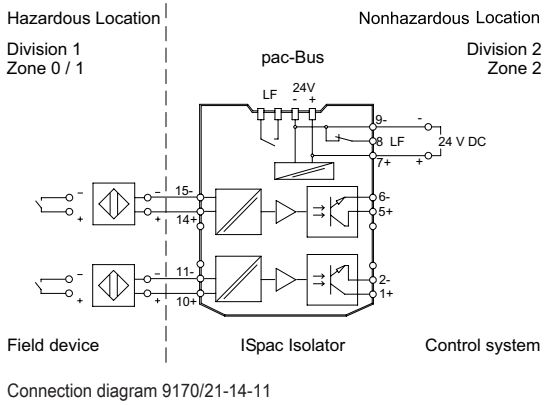 Hazardous Location
Nonhazardous Location
Division 1
Zone 0 / 1
Division 2
Zone 2
pac-Bus
LF
24V
- +
9-
-
8 LF
24 V DC
7+
+
- - 15-
+ + 14+
6-
5+
- - 11-
+ + 10+
2-
1+
Field device
ISpac Isolator
Control system
Connection diagram 9170/21-14-11